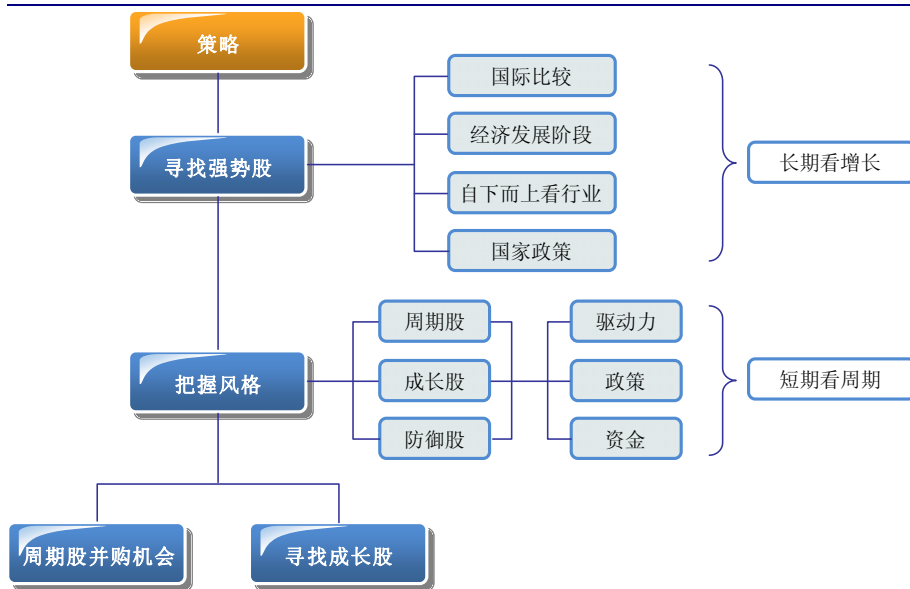 策略
寻找强势股
国际比较
经济发展阶段
自下而上看行业
国家政策
长期看增长
把握风格
周期股
成长股
防御股
驱动力
政策
资金
短期看周期
周期股并购机会
寻找成长股